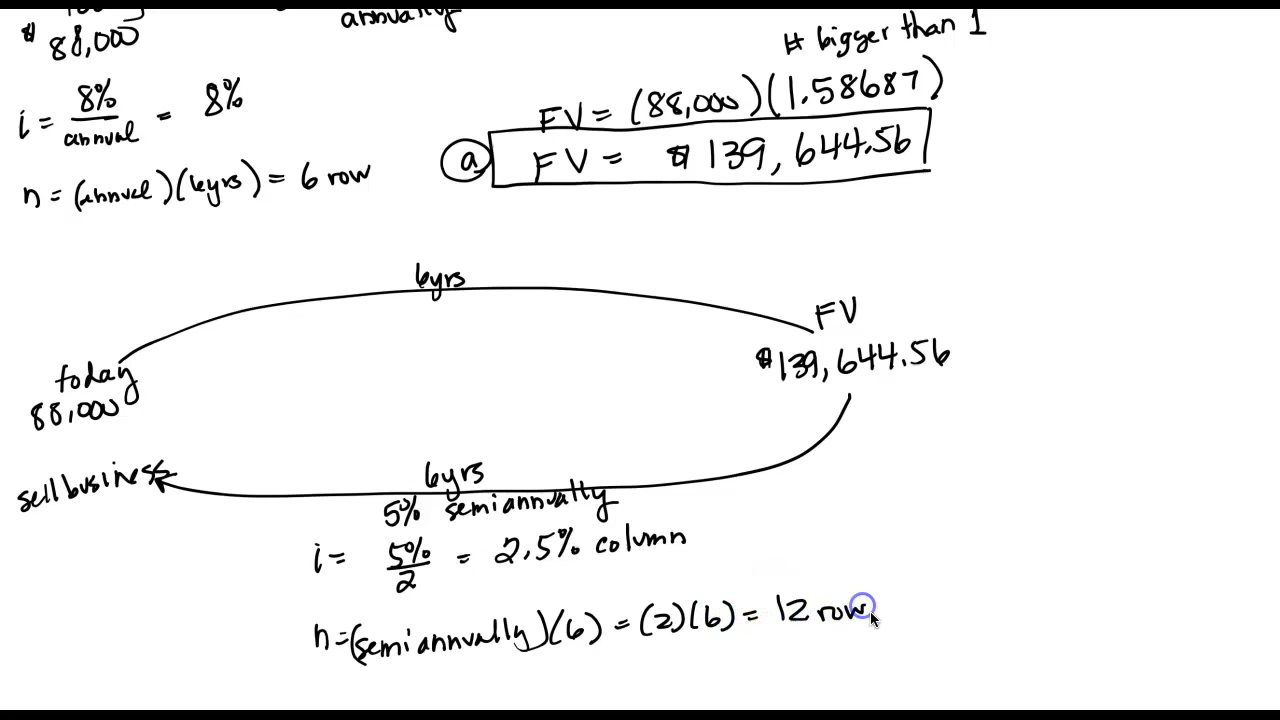 $ 88,000
annually
i = 8% / annual = 8%
n = (annual)(6yrs) = 6 row
# bigger than 1
FV = (88,000)(1.58687)
a FV = $ 139,644.56
6yrs
today
88,000
FV
$139,644.56
sell business
6yrs
5% semiannually
i = 5%/2 = 2.5% column
n = (semiannually)(6) = (2)(6) = 12 row